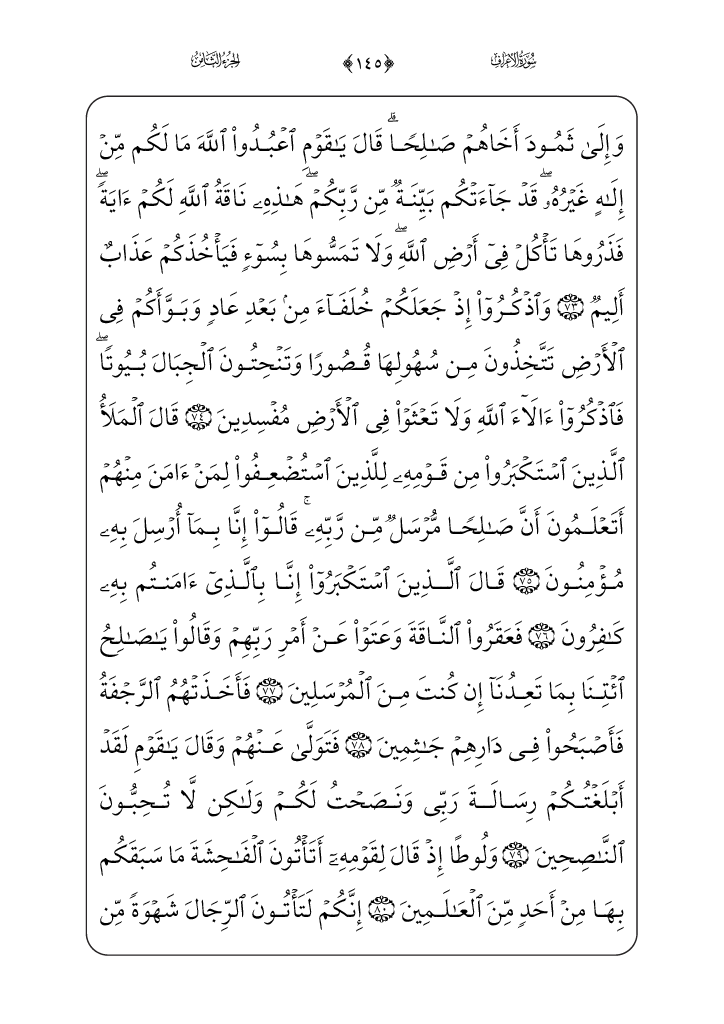 سُورَةُ الأَعْرَافِ ﴿١٤٥﴾ الجُزْءُ الثَّامِنُ
وَإِلَىٰ ثَمُودَ أَخَاهُمۡ صَـٰلِحًاۗ قَالَ يَـٰقَوۡمِ ٱعۡبُدُواْ ٱللَّهَ مَا لَكُم مِّنۡ
إِلَـٰهٍ غَيۡرُهُۥۖ قَدۡ جَآءَتۡكُم بَيِّنَةٌ مِّن رَّبِّكُمۡۖ هَـٰذِهِۦ نَاقَةُ ٱللَّهِ لَكُمۡ ءَايَةًۖ
فَذَرُوهَا تَأۡكُلۡ فِىٓ أَرۡضِ ٱللَّهِۖ وَلَا تَمَسُّوهَا بِسُوٓءٍ فَيَأۡخُذَكُمۡ عَذَابٌ
أَلِيمٌ ٧٣ وَٱذۡكُرُوٓاْ إِذۡ جَعَلَكُمۡ خُلَفَآءَ مِنۢ بَعۡدِ عَادٍ وَبَوَّأَكُمۡ فِى
ٱلۡأَرۡضِ تَتَّخِذُونَ مِن سُهُولِهَا قُصُورًا وَتَنۡحِتُونَ ٱلۡجِبَالَ بُيُوتًاۖ
فَٱذۡكُرُوٓاْ ءَالَآءَ ٱللَّهِ وَلَا تَعۡثَوۡاْ فِى ٱلۡأَرۡضِ مُفۡسِدِينَ ٧٤ قَالَ ٱلۡمَلَأُ
ٱلَّذِينَ ٱسۡتَكۡبَرُواْ مِن قَوۡمِهِۦ لِلَّذِينَ ٱسۡتُضۡعِفُواْ لِمَنۡ ءَامَنَ مِنۡهُمۡ
أَتَعۡلَمُونَ أَنَّ صَـٰلِحًا مُّرۡسَلٌ مِّن رَّبِّهِۦۚ قَالُوٓاْ إِنَّا بِمَآ أُرۡسِلَ بِهِۦ
مُؤۡمِنُونَ ٧٥ قَالَ ٱلَّذِينَ ٱسۡتَكۡبَرُوٓاْ إِنَّا بِٱلَّذِىٓ ءَامَنتُم بِهِۦ
كَـٰفِرُونَ ٧٦ فَعَقَرُواْ ٱلنَّاقَةَ وَعَتَوۡاْ عَنۡ أَمۡرِ رَبِّهِمۡ وَقَالُواْ يَـٰصَـٰلِحُ
ٱئۡتِنَا بِمَا تَعِدُنَآ إِن كُنتَ مِنَ ٱلۡمُرۡسَلِينَ ٧٧ فَأَخَذَتۡهُمُ ٱلرَّجۡفَةُ
فَأَصۡبَحُواْ فِى دَارِهِمۡ جَـٰثِمِينَ ٧٨ فَتَوَلَّىٰ عَنۡهُمۡ وَقَالَ يَـٰقَوۡمِ لَقَدۡ
أَبۡلَغۡتُكُمۡ رِسَالَةَ رَبِّى وَنَصَحۡتُ لَكُمۡ وَلَـٰكِن لَّا تُحِبُّونَ
ٱلنَّـٰصِحِينَ ٧٩ وَلُوطًا إِذۡ قَالَ لِقَوۡمِهِۦٓ أَتَأۡتُونَ ٱلۡفَـٰحِشَةَ مَا سَبَقَكُم
بِهَا مِنۡ أَحَدٍ مِّنَ ٱلۡعَـٰلَمِينَ ٨٠ إِنَّكُمۡ لَتَأۡتُونَ ٱلرِّجَالَ شَهۡوَةً مِّن